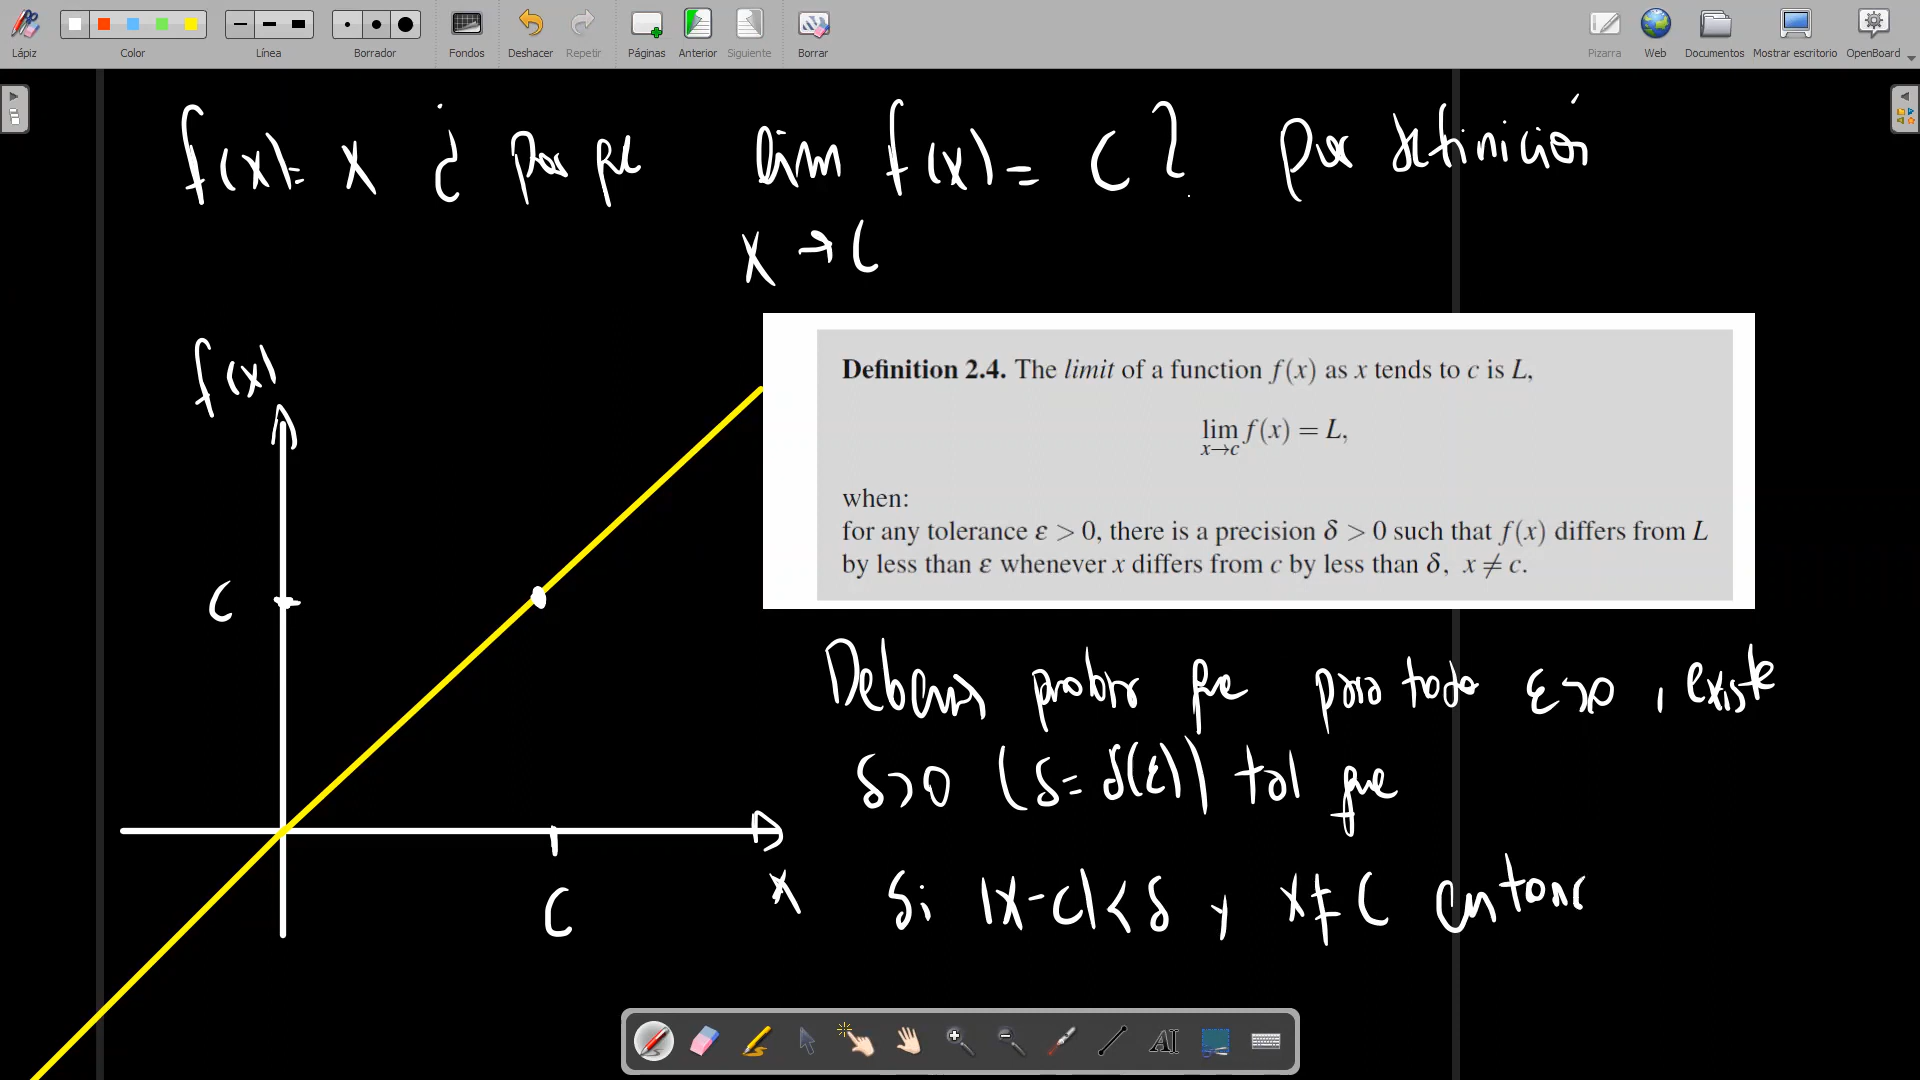 Lápiz Color Línea Borrador Fondos Deshacer Repetir Páginas Anterior Siguiente Borrar Pizarra Web Documentos Mostrar escritorio OpenBoard
f(x)= x ¿ por que lim f(x) = c ? por definición
x → c
f(x)
Definition 2.4. The limit of a function f(x) as x tends to c is L,
lim f(x) = L,
x→c
when:
for any tolerance ε > 0, there is a precision δ > 0 such that f(x) differs from L
by less than ε whenever x differs from c by less than δ, x ≠ c.
c
Debemos probar que para todo ε>0 , existe
δ>0 (δ= δ(ε)) tal que
x
c
Si |x-c|<δ y x≠c entonc